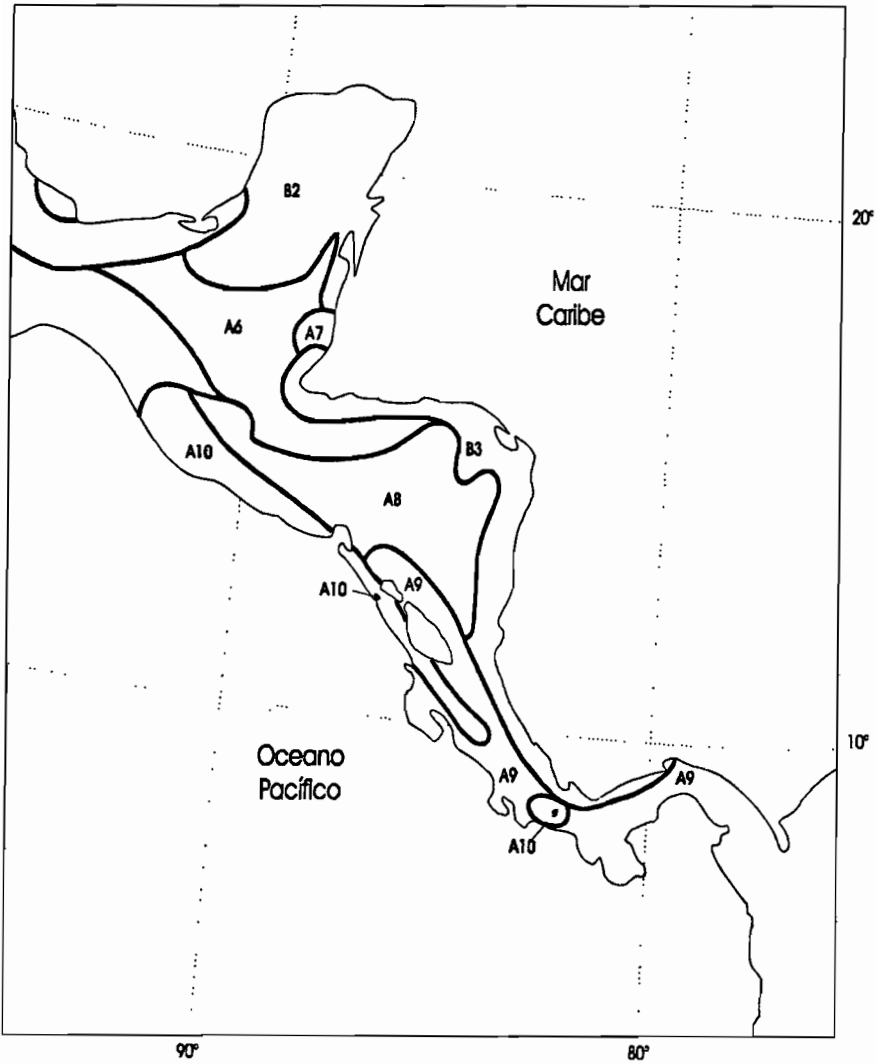 B2
20°
Mar
Caribe
A6
A7
B3
A10
A8
A10
A9
10°
Oceano
Pacífico
A9
A9
A10
90°
80°